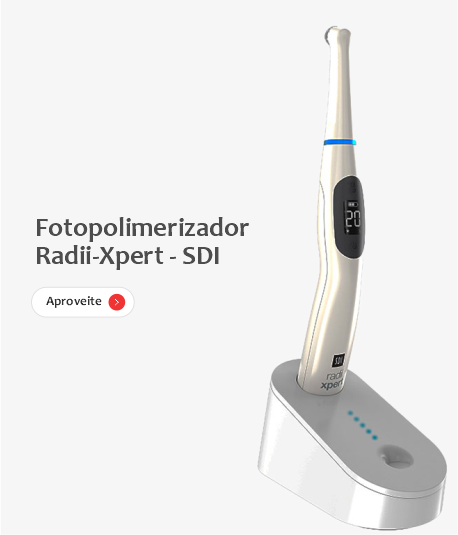 Fotopolimerizador
Radii-Xpert - SDI
Aproveite
20
SDI
radii
xpert